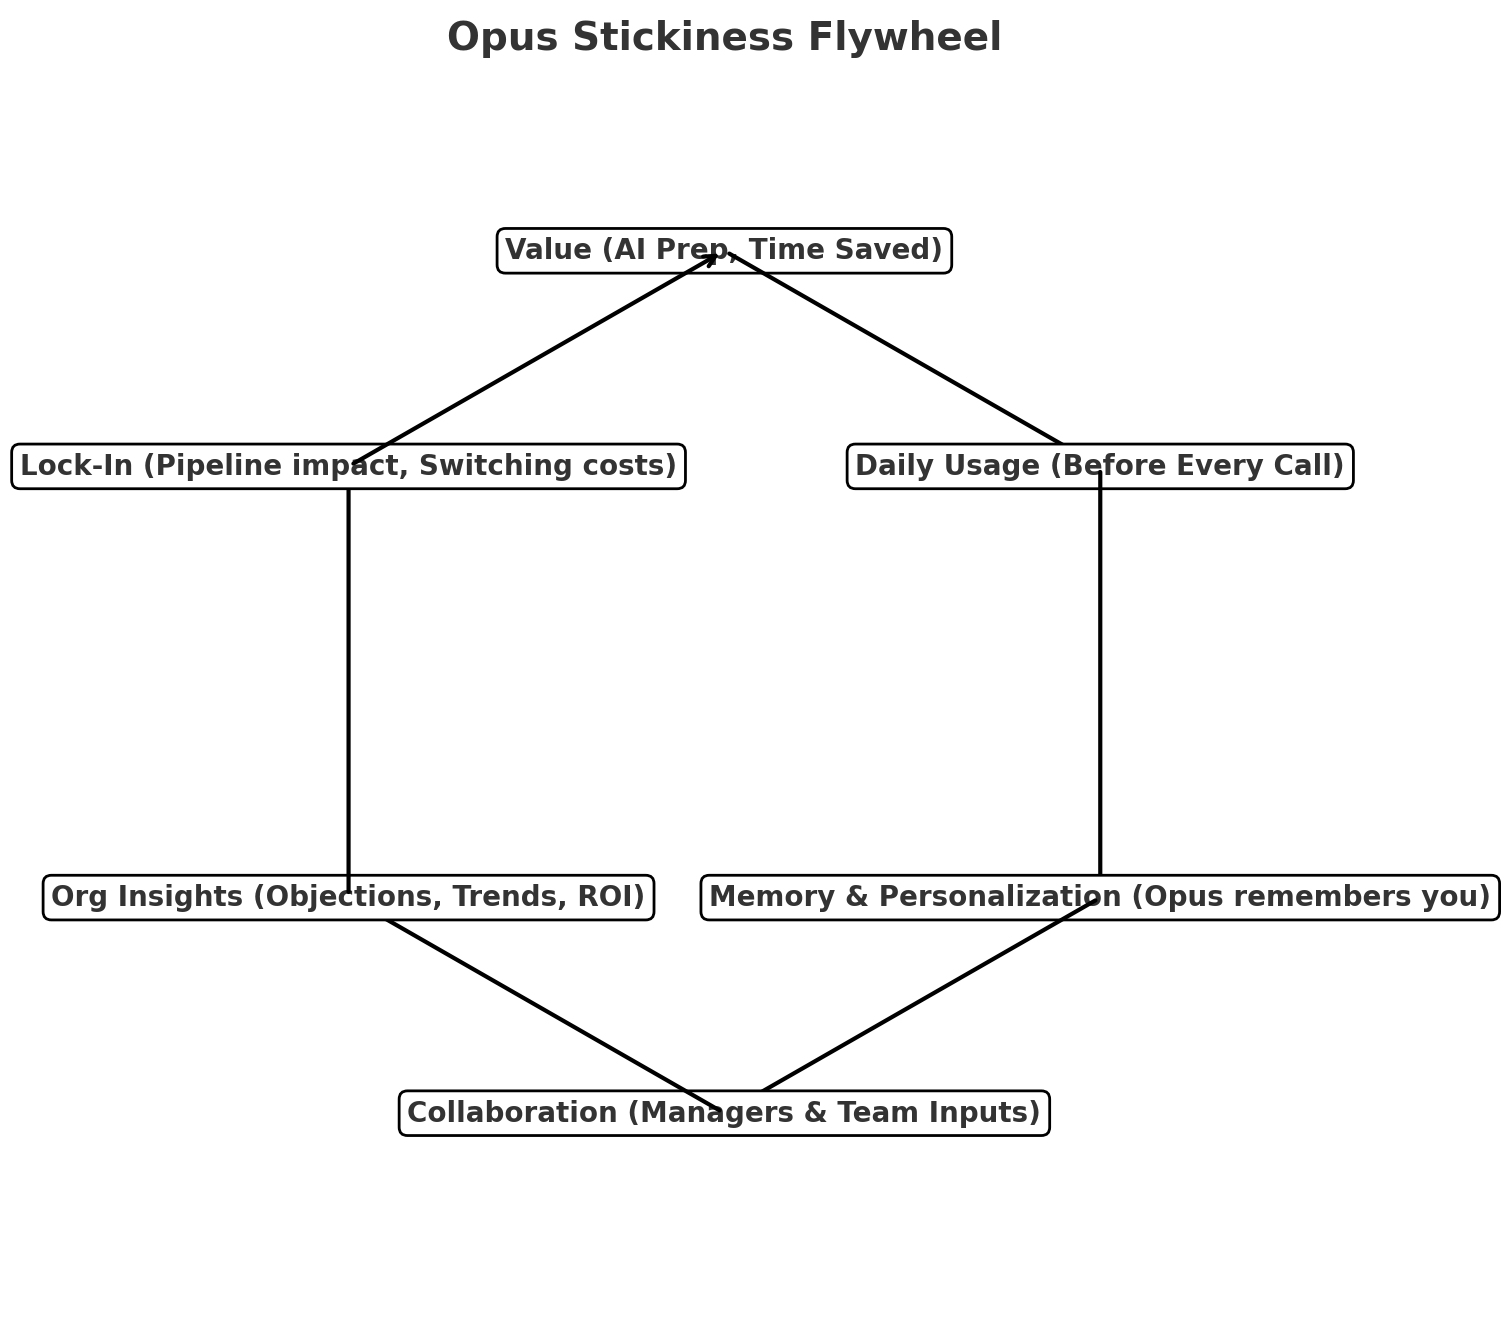 Opus Stickiness Flywheel
Value (AI Prep, Time Saved)
Lock-In (Pipeline impact, Switching costs)
Daily Usage (Before Every Call)
Org Insights (Objections, Trends, ROI)
Memory & Personalization (Opus remembers you)
Collaboration (Managers & Team Inputs)